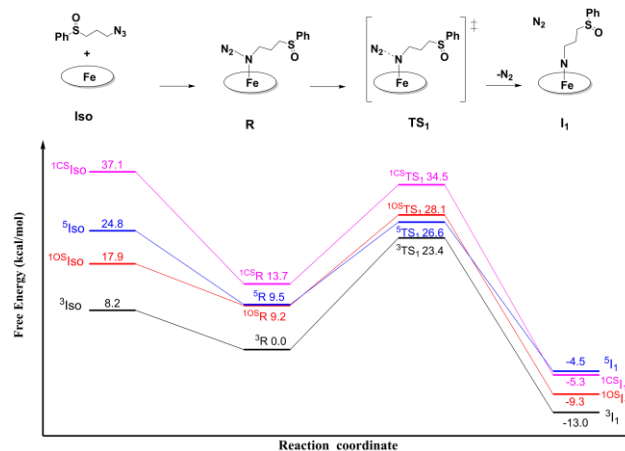 Ph S O N3
+
Fe
Iso
N2 N Fe S O Ph
R
N2 N Fe S O Ph ‡
TS1
-N2
N2 N Fe Ph S O
I1
Free Energy (kcal/mol)
1CSIso 37.1
5Iso 24.8
1OSIso 17.9
3Iso 8.2
1CSR 13.7
5R 9.5
1OSR 9.2
3R 0.0
1CSTS1 34.5
1OSTS1 28.1
5TS1 26.6
3TS1 23.4
-4.5 5I1
-5.3 1CSI1
-9.3 1OSI1
-13.0 3I1
Reaction coordinate